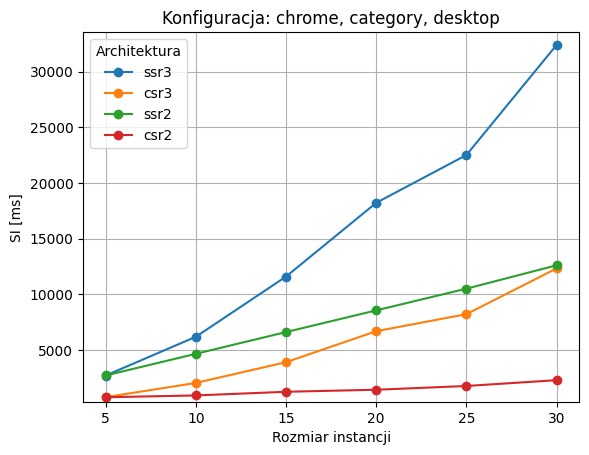 Konfiguracja: chrome, category, desktop
Architektura
ssr3
csr3
ssr2
csr2
SI [ms]
30000
25000
20000
15000
10000
5000
5 10 15 20 25 30
Rozmiar instancji